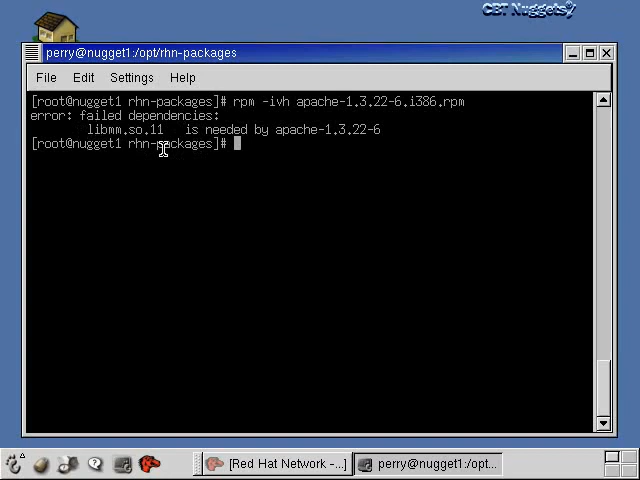 CBT Nuggets
perry@nugget1:/opt/rhn-packages
File Edit Settings Help
[root@nugget1 rhn-packages]# rpm -ivh apache-1.3.22-6.i386.rpm
error: failed dependencies:
        libmm.so.11   is needed by apache-1.3.22-6
[root@nugget1 rhn-packages]#
[Red Hat Network -...] perry@nugget1:/opt...